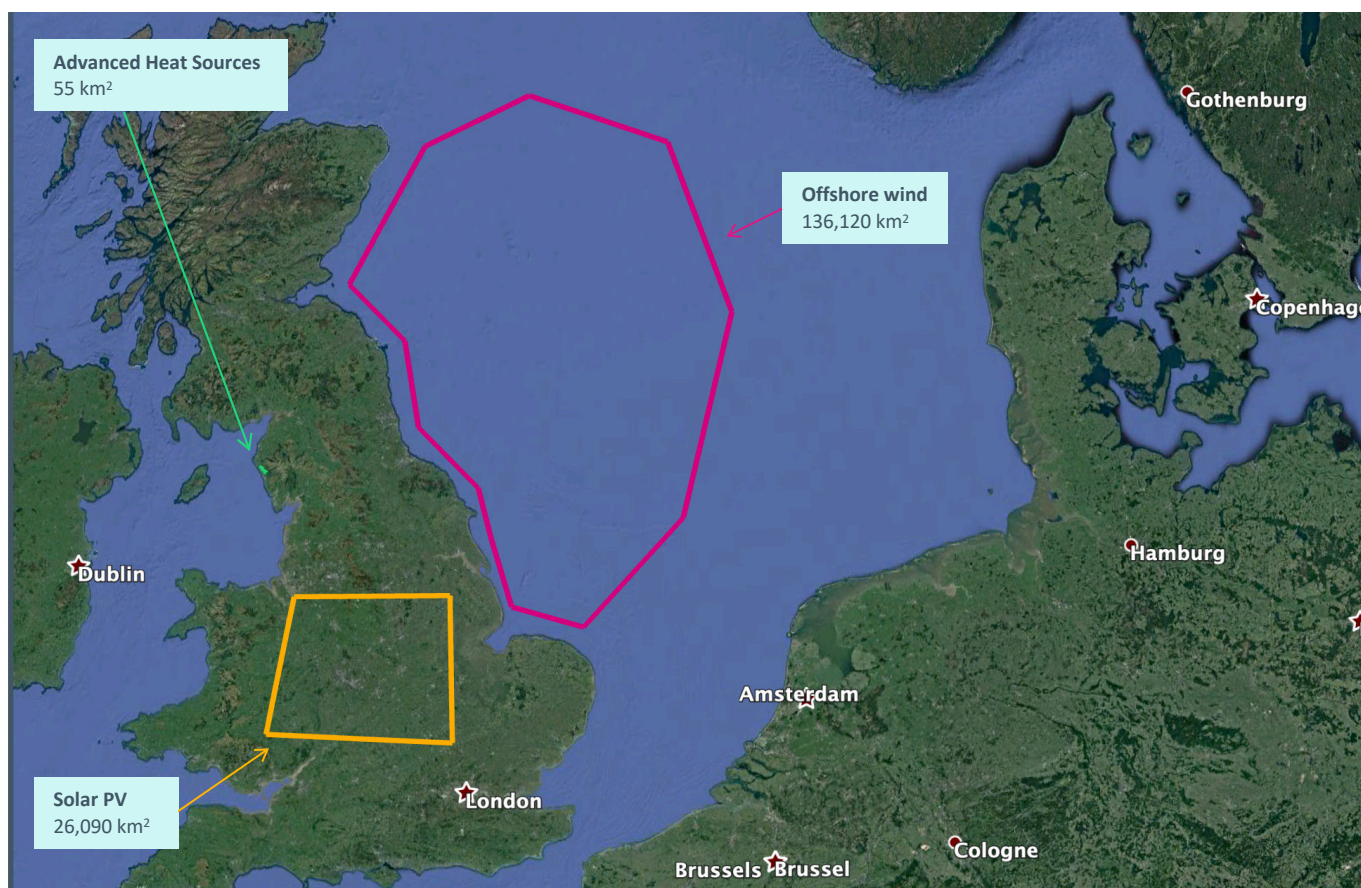 Advanced Heat Sources
55 km²
Gothenburg
Offshore wind
136,120 km²
Copenhage
Dublin
Hamburg
Amsterdam
Solar PV
26,090 km²
London
Cologne
Brussels Brussel